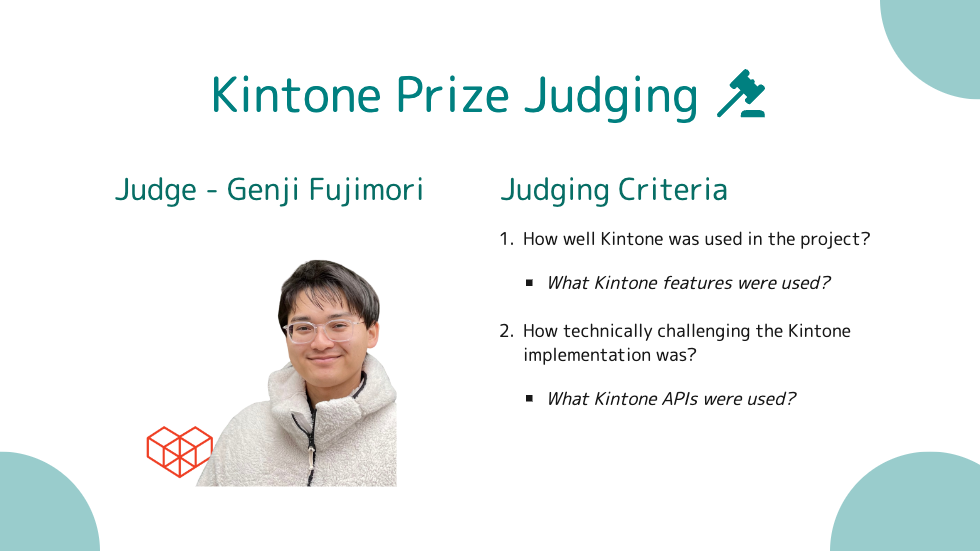 Kintone Prize Judging
Judge - Genji Fujimori
Judging Criteria
1. How well Kintone was used in the project?
▪ What Kintone features were used?
2. How technically challenging the Kintone
implementation was?
▪ What Kintone APIs were used?